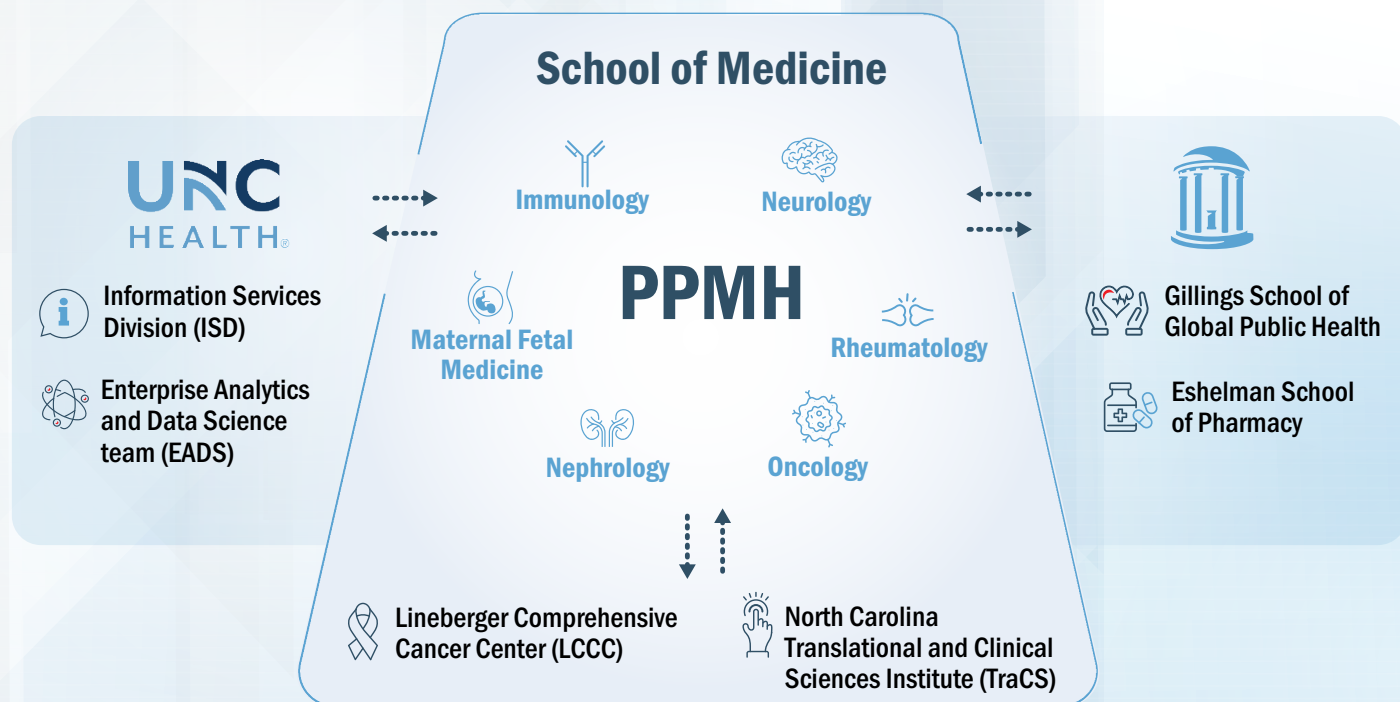 School of Medicine
UNC
HEALTH®
Information Services
Division (ISD)
Enterprise Analytics
and Data Science
team (EADS)
Immunology
Neurology
PPMH
Maternal Fetal
Medicine
Rheumatology
Nephrology
Oncology
Gillings School of
Global Public Health
Eshelman School
of Pharmacy
Lineberger Comprehensive
Cancer Center (LCCC)
North Carolina
Translational and Clinical
Sciences Institute (TraCS)